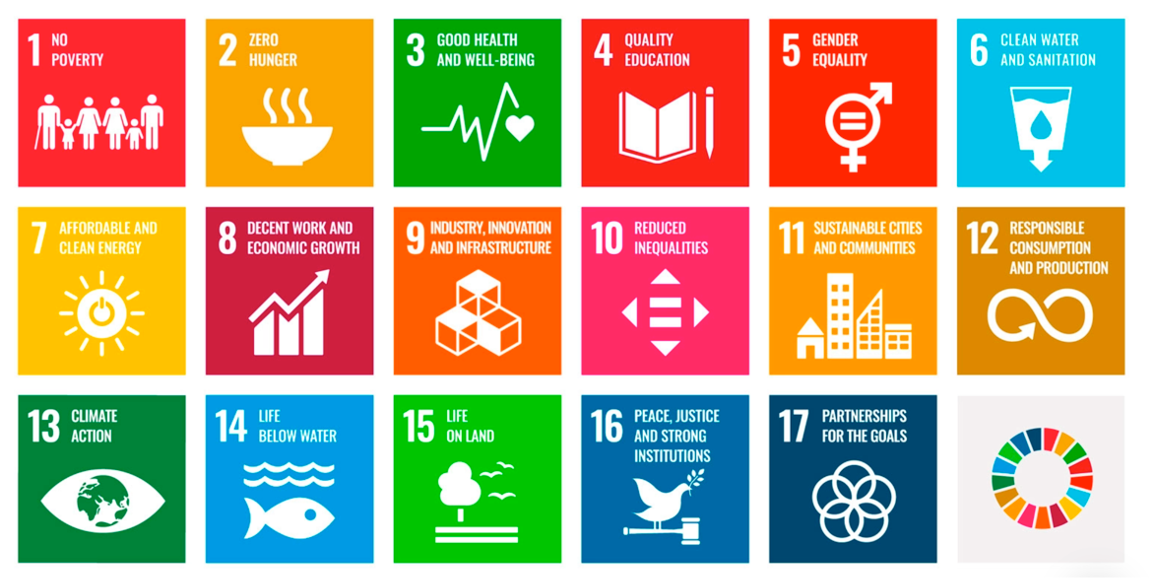 1 NO
POVERTY
2 ZERO
HUNGER
3 GOOD HEALTH
AND WELL-BEING
4 QUALITY
EDUCATION
5 GENDER
EQUALITY
6 CLEAN WATER
AND SANITATION
7 AFFORDABLE AND
CLEAN ENERGY
8 DECENT WORK AND
ECONOMIC GROWTH
9 INDUSTRY, INNOVATION
AND INFRASTRUCTURE
10 REDUCED
INEQUALITIES
11 SUSTAINABLE CITIES
AND COMMUNITIES
12 RESPONSIBLE
CONSUMPTION
AND PRODUCTION
13 CLIMATE
ACTION
14 LIFE
BELOW WATER
15 LIFE
ON LAND
16 PEACE, JUSTICE
AND STRONG
INSTITUTIONS
17 PARTNERSHIPS
FOR THE GOALS